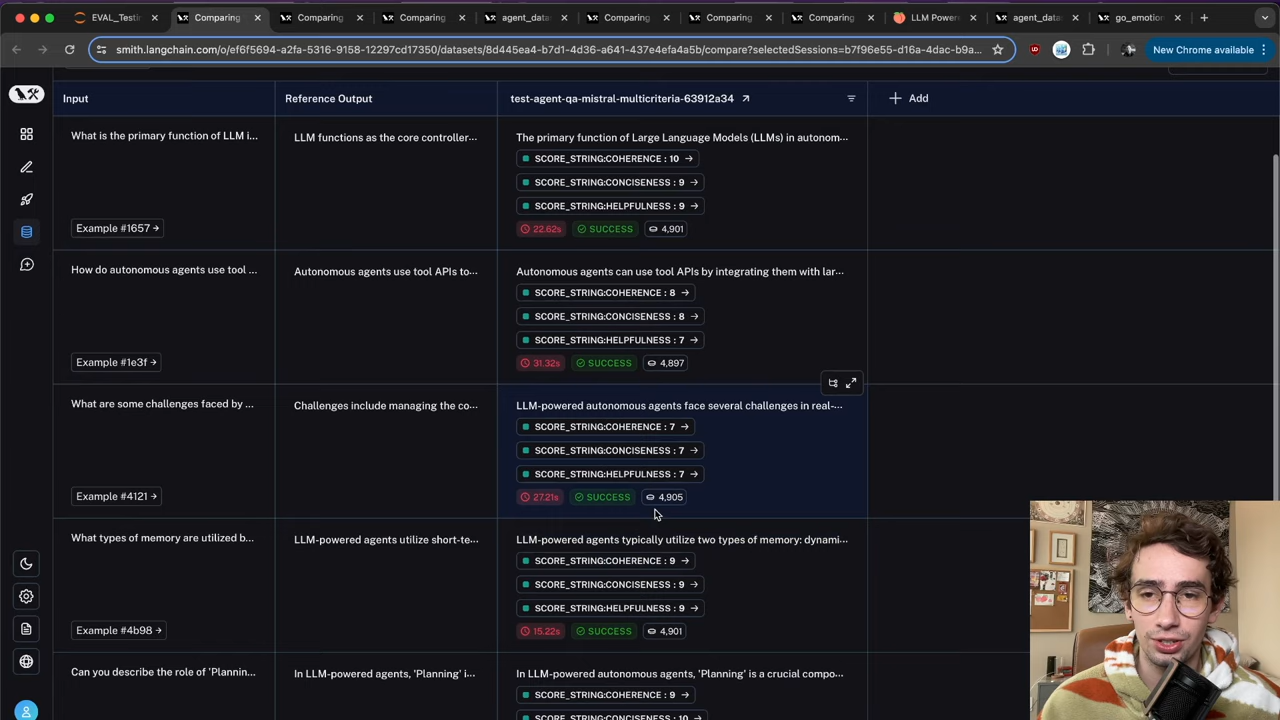 EVAL_Testi
Comparing
Comparing
Comparing
agent_data
Comparing
Comparing
LLM Powe
agent_data
go_emotion
smith.langchain.com/o/ef6f5694-a2fa-5316-9158-12297cd17350/datasets/8d445ea4-b7d1-4d36-a641-437e4efa4a5b/compare?selectedSessions=b7f96e55-d16a-4dac-b9a...
New Chrome available
Input
Reference Output
test-agent-qa-mistral-multicriteria-63912a34
Add
What is the primary function of LLM i...
LLM functions as the core controller...
The primary function of Large Language Models (LLMs) in autonom...
SCORE_STRING:COHERENCE : 10
SCORE_STRING:CONCISENESS : 9
SCORE_STRING:HELPFULNESS : 9
Example #1657
22.62s SUCCESS 4,901
How do autonomous agents use tool ...
Autonomous agents use tool APIs to...
Autonomous agents can use tool APIs by integrating them with lar...
SCORE_STRING:COHERENCE : 8
SCORE_STRING:CONCISENESS : 8
SCORE_STRING:HELPFULNESS : 7
Example #1e3f
31.32s SUCCESS 4,897
What are some challenges faced by ...
Challenges include managing the co...
LLM-powered autonomous agents face several challenges in real-...
SCORE_STRING:COHERENCE : 7
SCORE_STRING:CONCISENESS : 7
SCORE_STRING:HELPFULNESS : 7
Example #4121
27.21s SUCCESS 4,905
What types of memory are utilized b...
LLM-powered agents utilize short-te...
LLM-powered agents typically utilize two types of memory: dynami...
SCORE_STRING:COHERENCE : 9
SCORE_STRING:CONCISENESS : 9
SCORE_STRING:HELPFULNESS : 9
Example #4b98
15.22s SUCCESS 4,901
Can you describe the role of 'Plannin...
In LLM-powered agents, 'Planning' i...
In LLM-powered autonomous agents, 'Planning' is a crucial compo...
SCORE_STRING:COHERENCE : 9
SCORE_STRING:CONCISENESS : 10